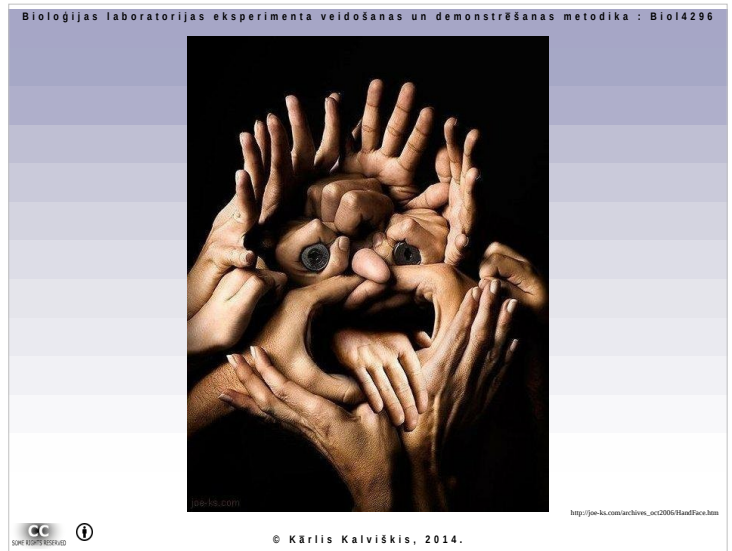 Bioloģijas laboratorijas eksperimenta veidošanas un demonstrēšanas metodika : Biol4296
joe-ks.com
http://joe-ks.com/archives_oct2006/HandFace.htm
CC
SOME RIGHTS RESERVED
© Kārlis Kalviškis, 2014.